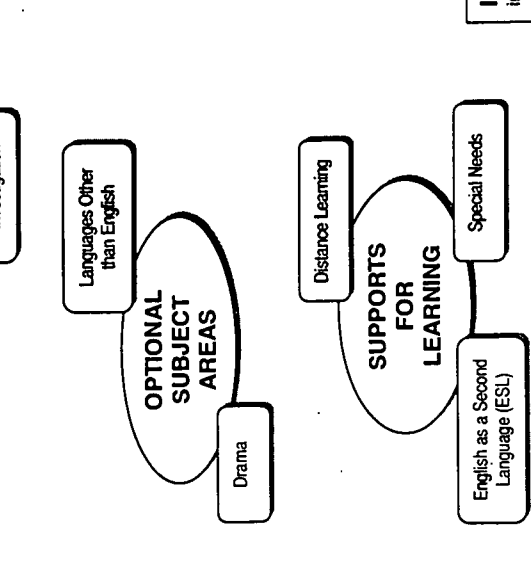 Languages Other
than English
OPTIONAL
SUBJECT
AREAS
Drama
Distance Learning
SUPPORTS
FOR
LEARNING
Special Needs
English as a Second
Language (ESL)